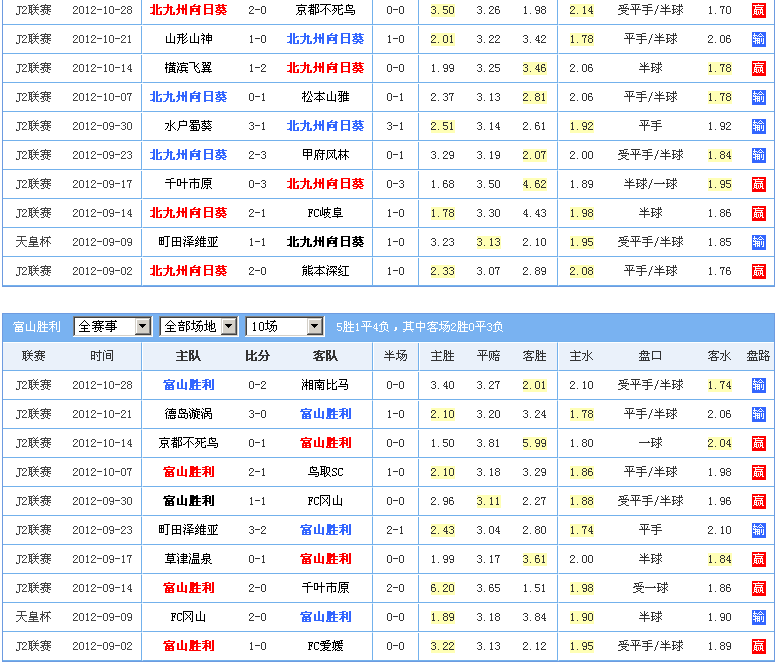 J2联赛 2012-10-28 北九州向日葵 2-0 京都不死鸟 0-0 3.50 3.26 1.98 2.14 受平手/半球 1.70 赢
J2联赛 2012-10-21 山形山神 1-0 北九州向日葵 1-0 2.01 3.22 3.42 1.78 平手/半球 2.06 输
J2联赛 2012-10-14 横滨飞翼 1-2 北九州向日葵 0-0 1.99 3.25 3.46 2.06 半球 1.78 赢
J2联赛 2012-10-07 北九州向日葵 0-1 松本山雅 0-1 2.37 3.13 2.81 2.06 平手/半球 1.78 输
J2联赛 2012-09-30 水户蜀葵 3-1 北九州向日葵 3-1 2.51 3.14 2.61 1.92 平手 1.92 输
J2联赛 2012-09-23 北九州向日葵 2-3 甲府风林 0-1 3.29 3.19 2.07 2.00 受平手/半球 1.84 输
J2联赛 2012-09-17 千叶市原 0-3 北九州向日葵 0-3 1.68 3.50 4.62 1.89 半球/一球 1.95 赢
J2联赛 2012-09-14 北九州向日葵 2-1 FC岐阜 1-0 1.78 3.30 4.43 1.98 半球 1.86 赢
天皇杯 2012-09-09 町田泽维亚 1-1 北九州向日葵 1-0 3.23 3.13 2.10 1.95 受平手/半球 1.85 输
J2联赛 2012-09-02 北九州向日葵 2-0 熊本深红 1-0 2.33 3.07 2.89 2.08 平手/半球 1.76 赢
富山胜利 全赛事 全部场地 10场 5胜1平4负，其中客场2胜0平3负
联赛 时间 主队 比分 客队 半场 主胜 平赔 客胜 主水 盘口 客水 盘路
J2联赛 2012-10-28 富山胜利 0-2 湘南比马 0-0 3.40 3.27 2.01 2.10 受平手/半球 1.74 输
J2联赛 2012-10-21 德岛漩涡 3-0 富山胜利 1-0 2.10 3.20 3.24 1.78 平手/半球 2.06 输
J2联赛 2012-10-14 京都不死鸟 0-1 富山胜利 0-0 1.50 3.81 5.99 1.80 一球 2.04 赢
J2联赛 2012-10-07 富山胜利 2-1 鸟取SC 1-0 2.10 3.18 3.29 1.86 平手/半球 1.98 赢
J2联赛 2012-09-30 富山胜利 1-1 FC冈山 0-0 2.96 3.11 2.27 1.88 受平手/半球 1.96 赢
J2联赛 2012-09-23 町田泽维亚 3-2 富山胜利 2-1 2.43 3.04 2.80 1.74 平手 2.10 输
J2联赛 2012-09-17 草津温泉 0-1 富山胜利 0-0 1.99 3.17 3.61 2.00 半球 1.84 赢
J2联赛 2012-09-14 富山胜利 2-0 千叶市原 2-0 6.20 3.65 1.51 1.98 受一球 1.86 赢
天皇杯 2012-09-09 FC冈山 2-0 富山胜利 0-0 1.89 3.18 3.84 1.90 半球 1.90 输
J2联赛 2012-09-02 富山胜利 1-0 FC爱媛 0-0 3.22 3.13 2.12 1.95 受平手/半球 1.89 赢